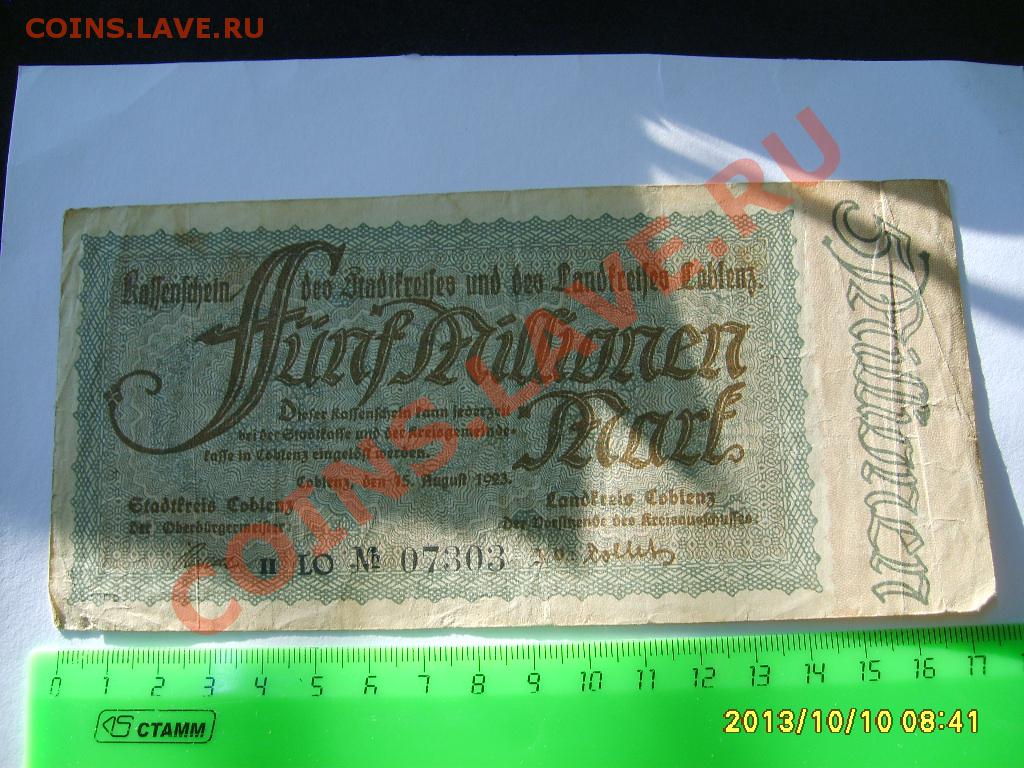 COINS.LAVE.RU
Kassenschein des Stadtkreises und des Landkreises Coblenz.
Fünf Millionen
Mark
Dieser Kassenschein kann jederzeit
bei der Stadtkasse und der Kreisgemeinde-
kasse in Coblenz eingelöst werden.
Coblenz, den 15. August 1923.
Stadtkreis Coblenz
Der Oberbürgermeister:
Landkreis Coblenz
Der Vorsitzende des Kreisausschusses:
II LO № 07303
5 Millionen
COINS.LAVE.RU
0 1 2 3 4 5 6 7 8 9 10 11 12 13 14 15 16 17
СТАММ
2013/10/10 08:41